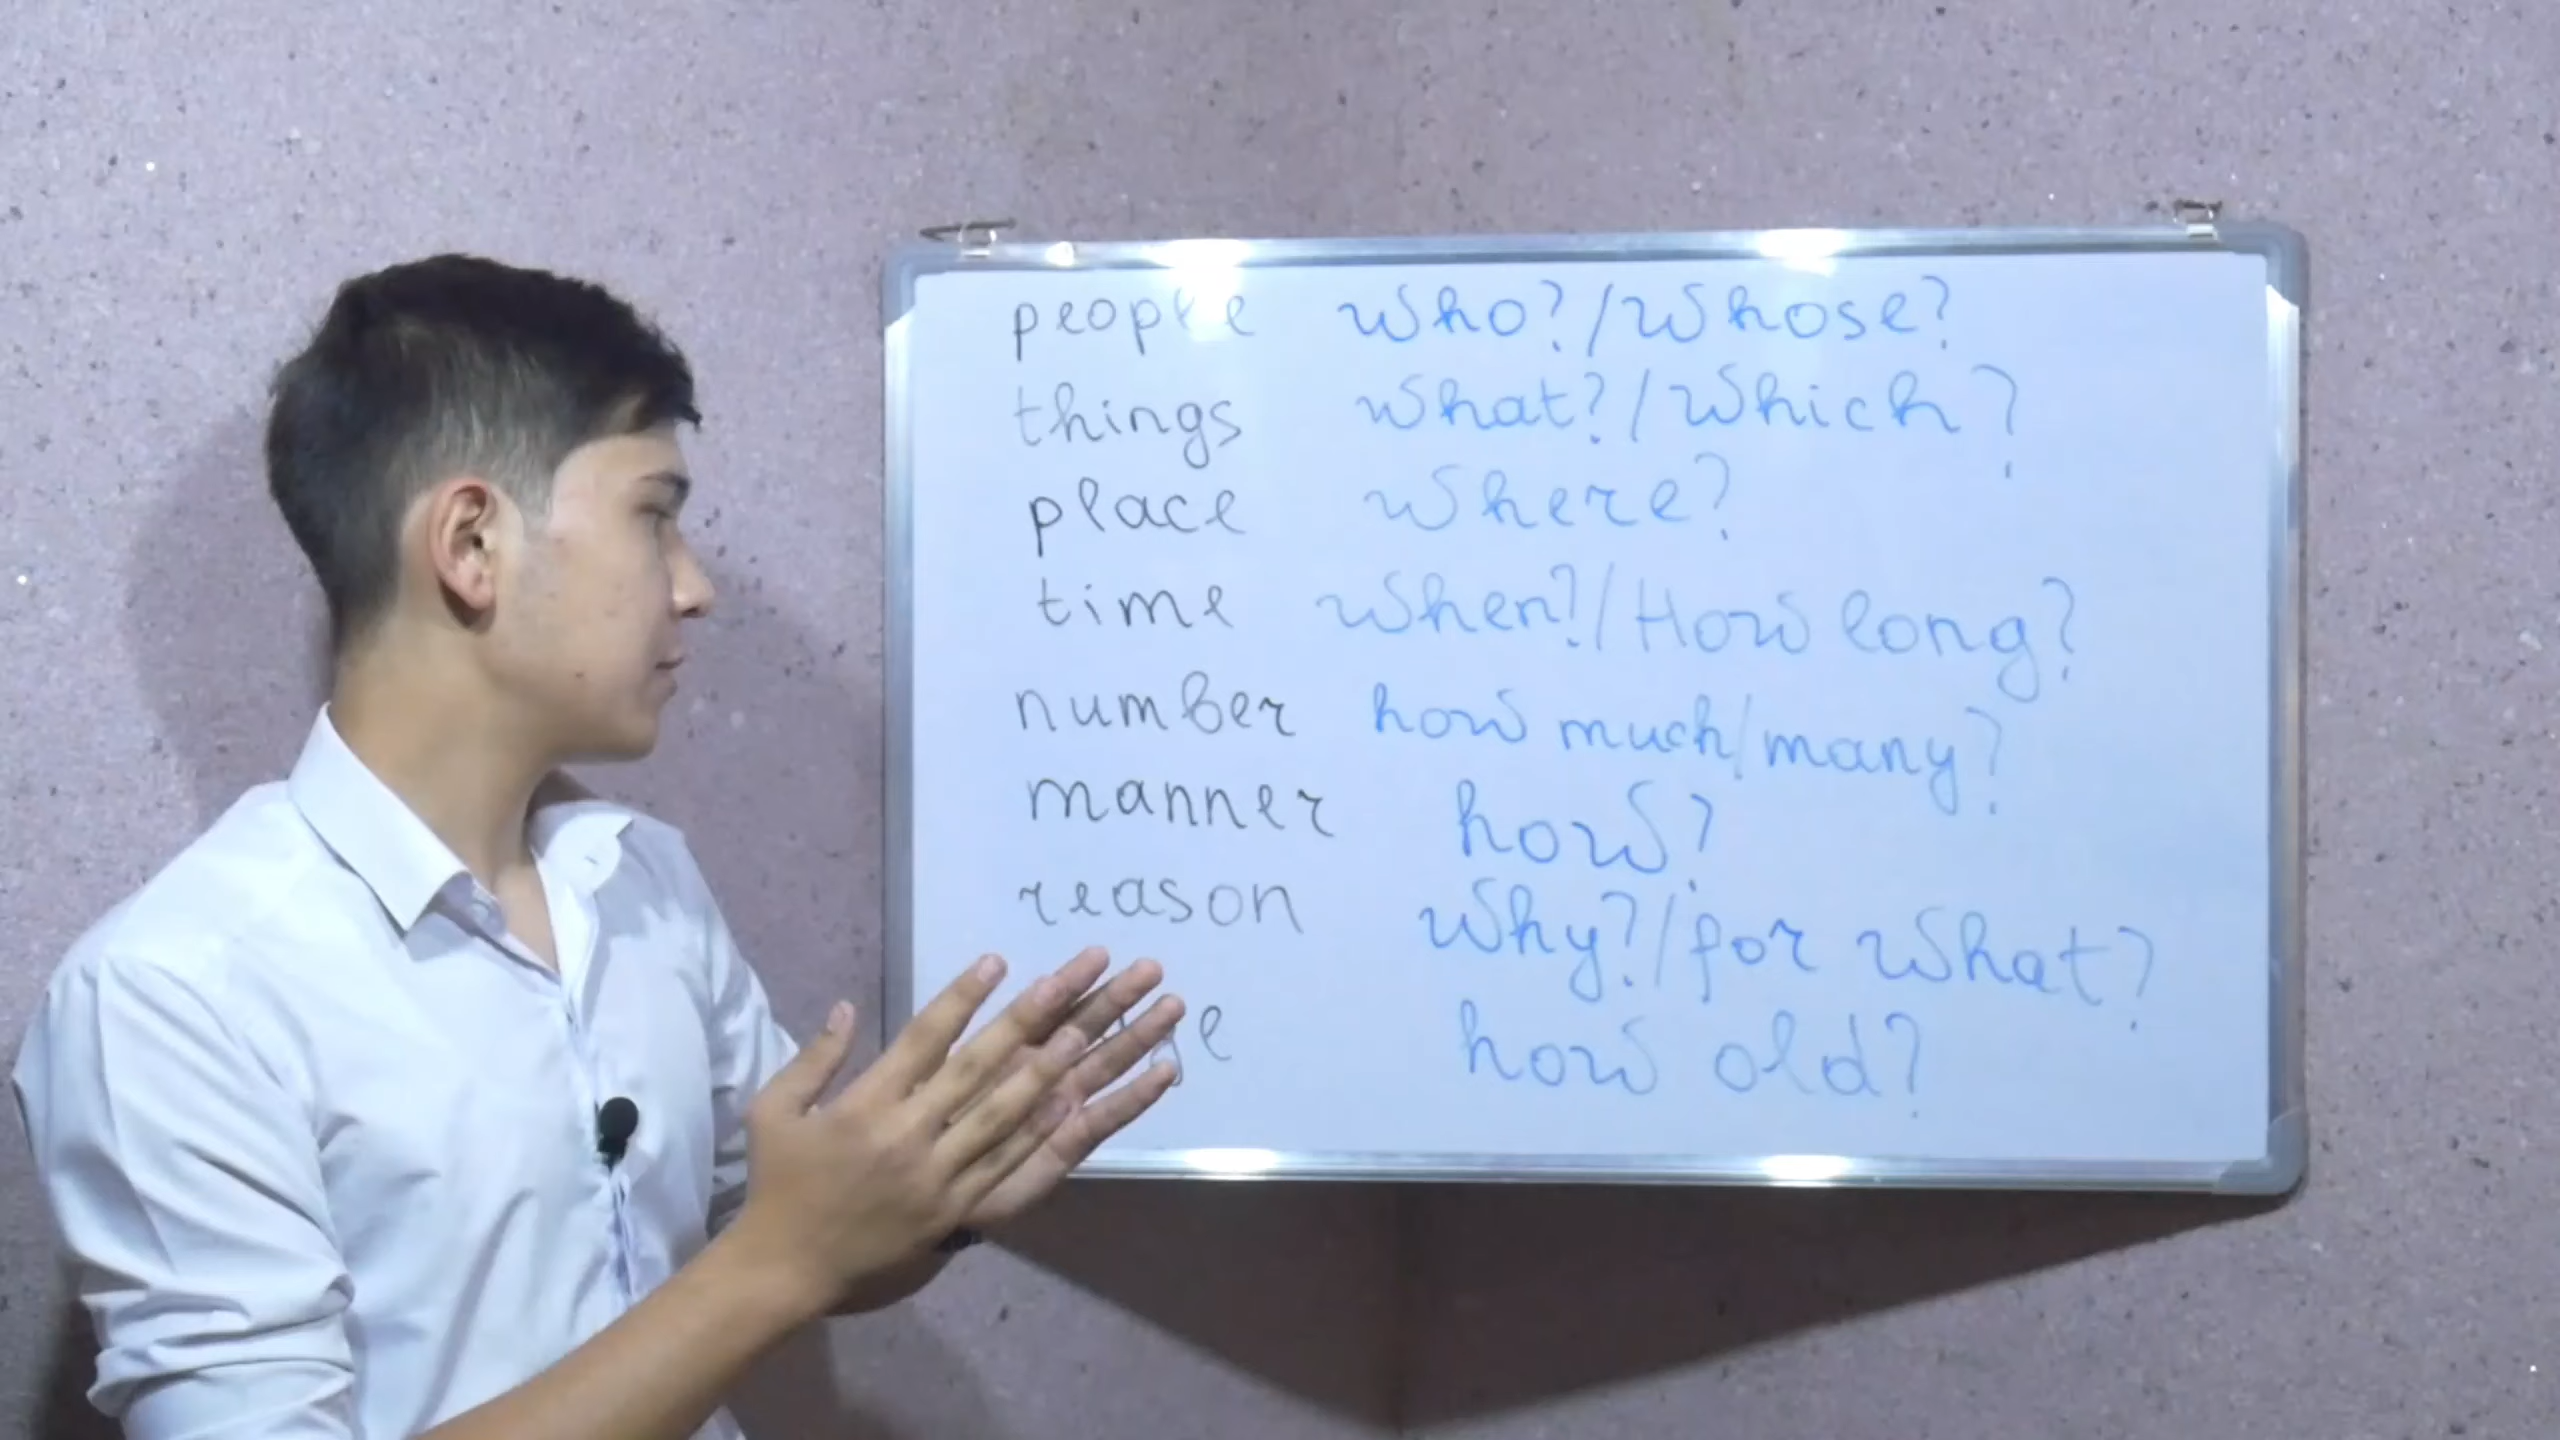 people who?/Whose?
things what?/Which?
place where?
time when?/How long?
number how much/many?
manner how?
reason why?/for what?
how old?